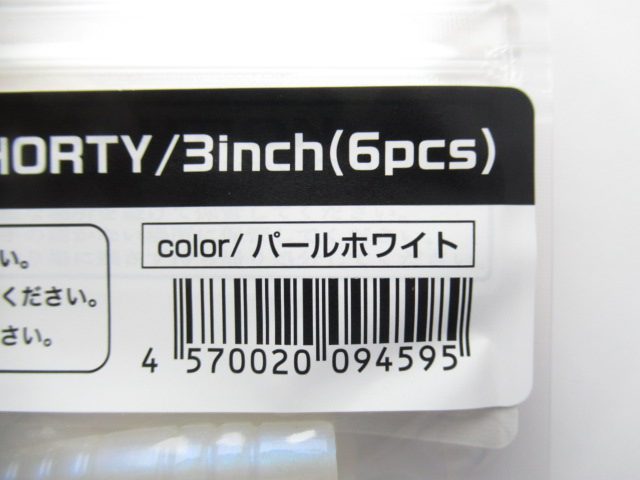 HORTY/3inch(6pcs)
color/パールホワイト
い。
ください。
さい。
4 570020 094595